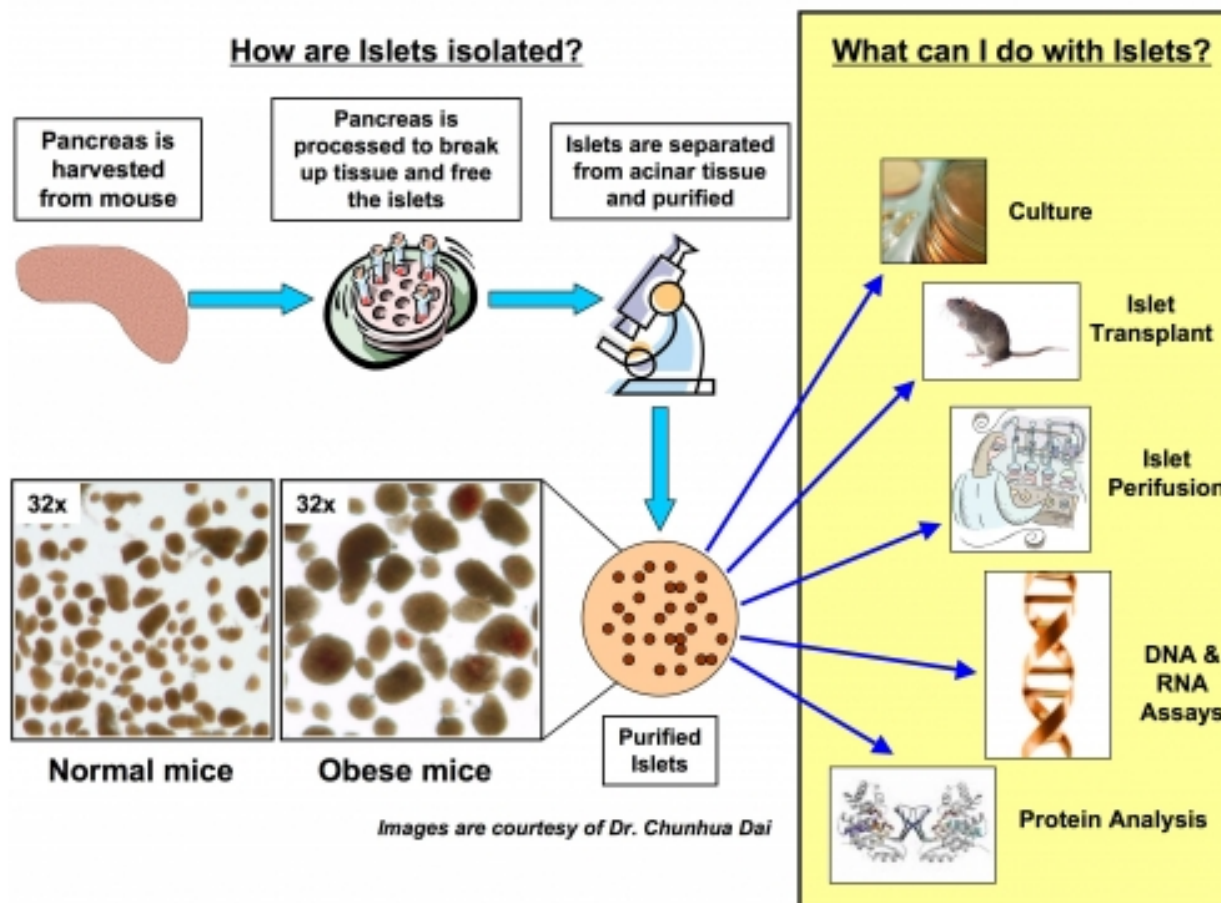 How are Islets isolated?
Pancreas is
harvested
from mouse
Pancreas is
processed to break
up tissue and free
the islets
Islets are separated
from acinar tissue
and purified
32x
Normal mice
32x
Obese mice
Purified
Islets
Images are courtesy of Dr. Chunhua Dai
What can I do with Islets?
Culture
Islet
Transplant
Islet
Perifusion
DNA &
RNA
Assays
Protein Analysis